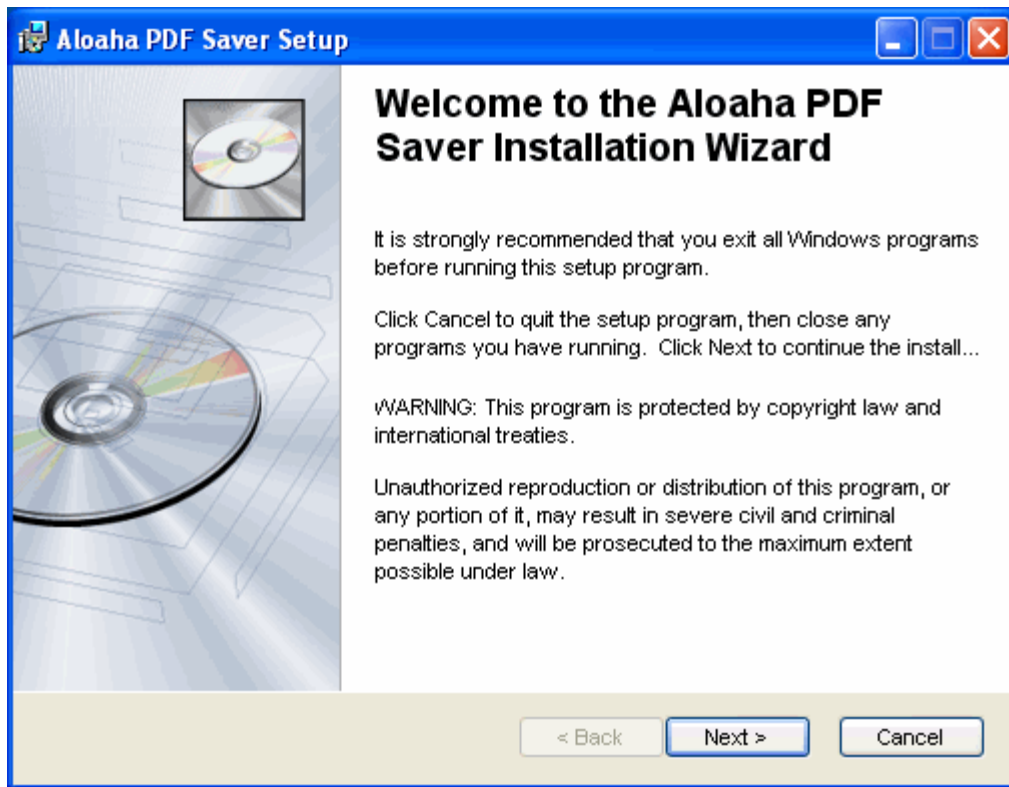 Aloaha PDF Saver Setup
Welcome to the Aloaha PDF
Saver Installation Wizard
It is strongly recommended that you exit all Windows programs
before running this setup program.
Click Cancel to quit the setup program, then close any
programs you have running.  Click Next to continue the install...
WARNING: This program is protected by copyright law and
international treaties.
Unauthorized reproduction or distribution of this program, or
any portion of it, may result in severe civil and criminal
penalties, and will be prosecuted to the maximum extent
possible under law.
< Back Next > Cancel